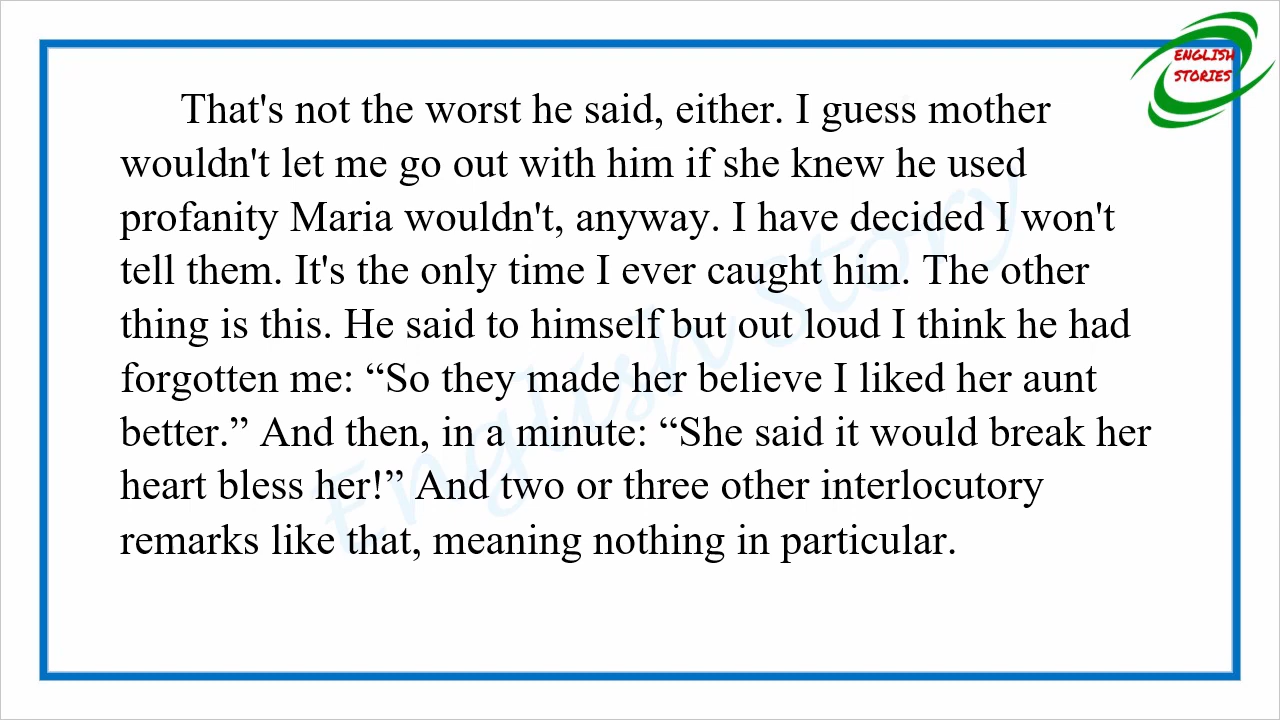 ENGLISH
STORIES
That's not the worst he said, either. I guess mother
wouldn't let me go out with him if she knew he used
profanity Maria wouldn't, anyway. I have decided I won't
tell them. It's the only time I ever caught him. The other
thing is this. He said to himself but out loud I think he had
forgotten me: “So they made her believe I liked her aunt
better.” And then, in a minute: “She said it would break her
heart bless her!” And two or three other interlocutory
remarks like that, meaning nothing in particular.
English Story